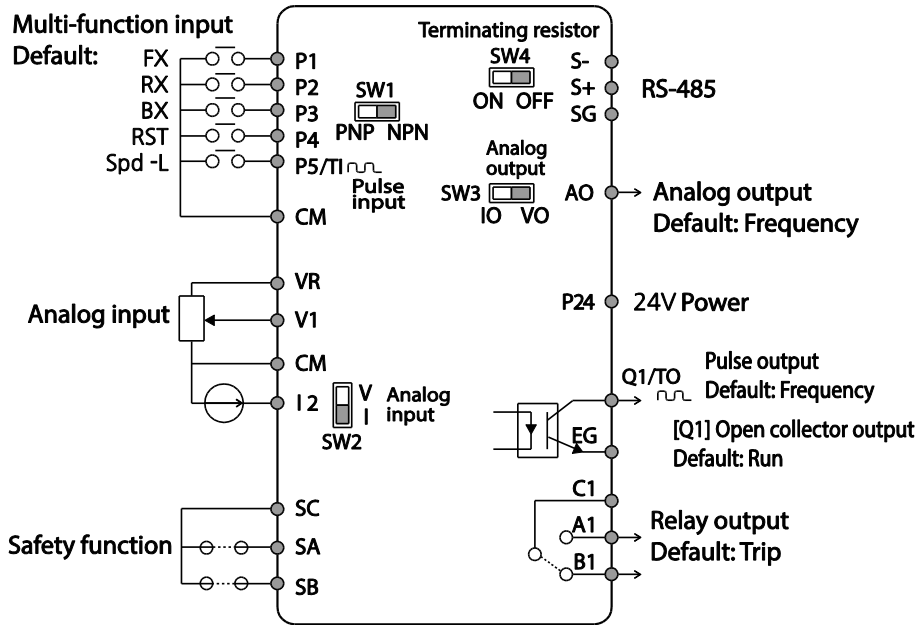 Multi-function input
Default:
FX
RX
BX
RST
Spd -L
P1
P2
P3
P4
P5/TI
Pulse
input
CM
SW1
PNP NPN
Terminating resistor
SW4
ON OFF
S-
S+
SG
RS-485
Analog
output
SW3
IO VO
AO
Analog output
Default: Frequency
Analog input
VR
V1
CM
I 2
V
I
SW2
Analog
input
P24
24V Power
Q1/TO
Pulse output
Default: Frequency
EG
[Q1] Open collector output
Default: Run
Safety function
SC
SA
SB
C1
A1
B1
Relay output
Default: Trip